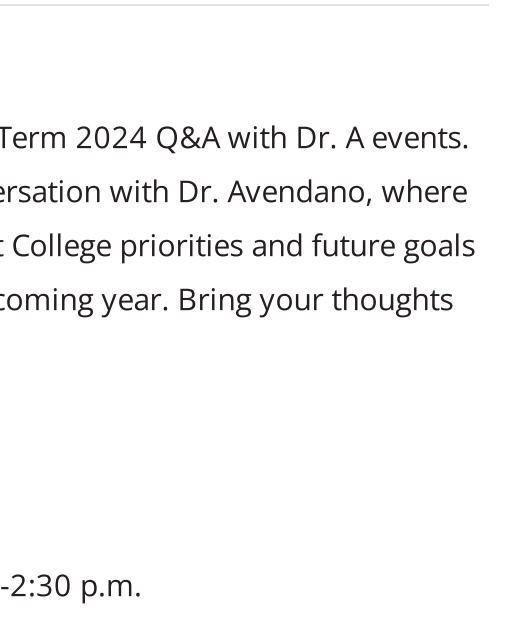 Term 2024 Q&A with Dr. A events.
ersation with Dr. Avendano, where
t College priorities and future goals
coming year. Bring your thoughts
-2:30 p.m.